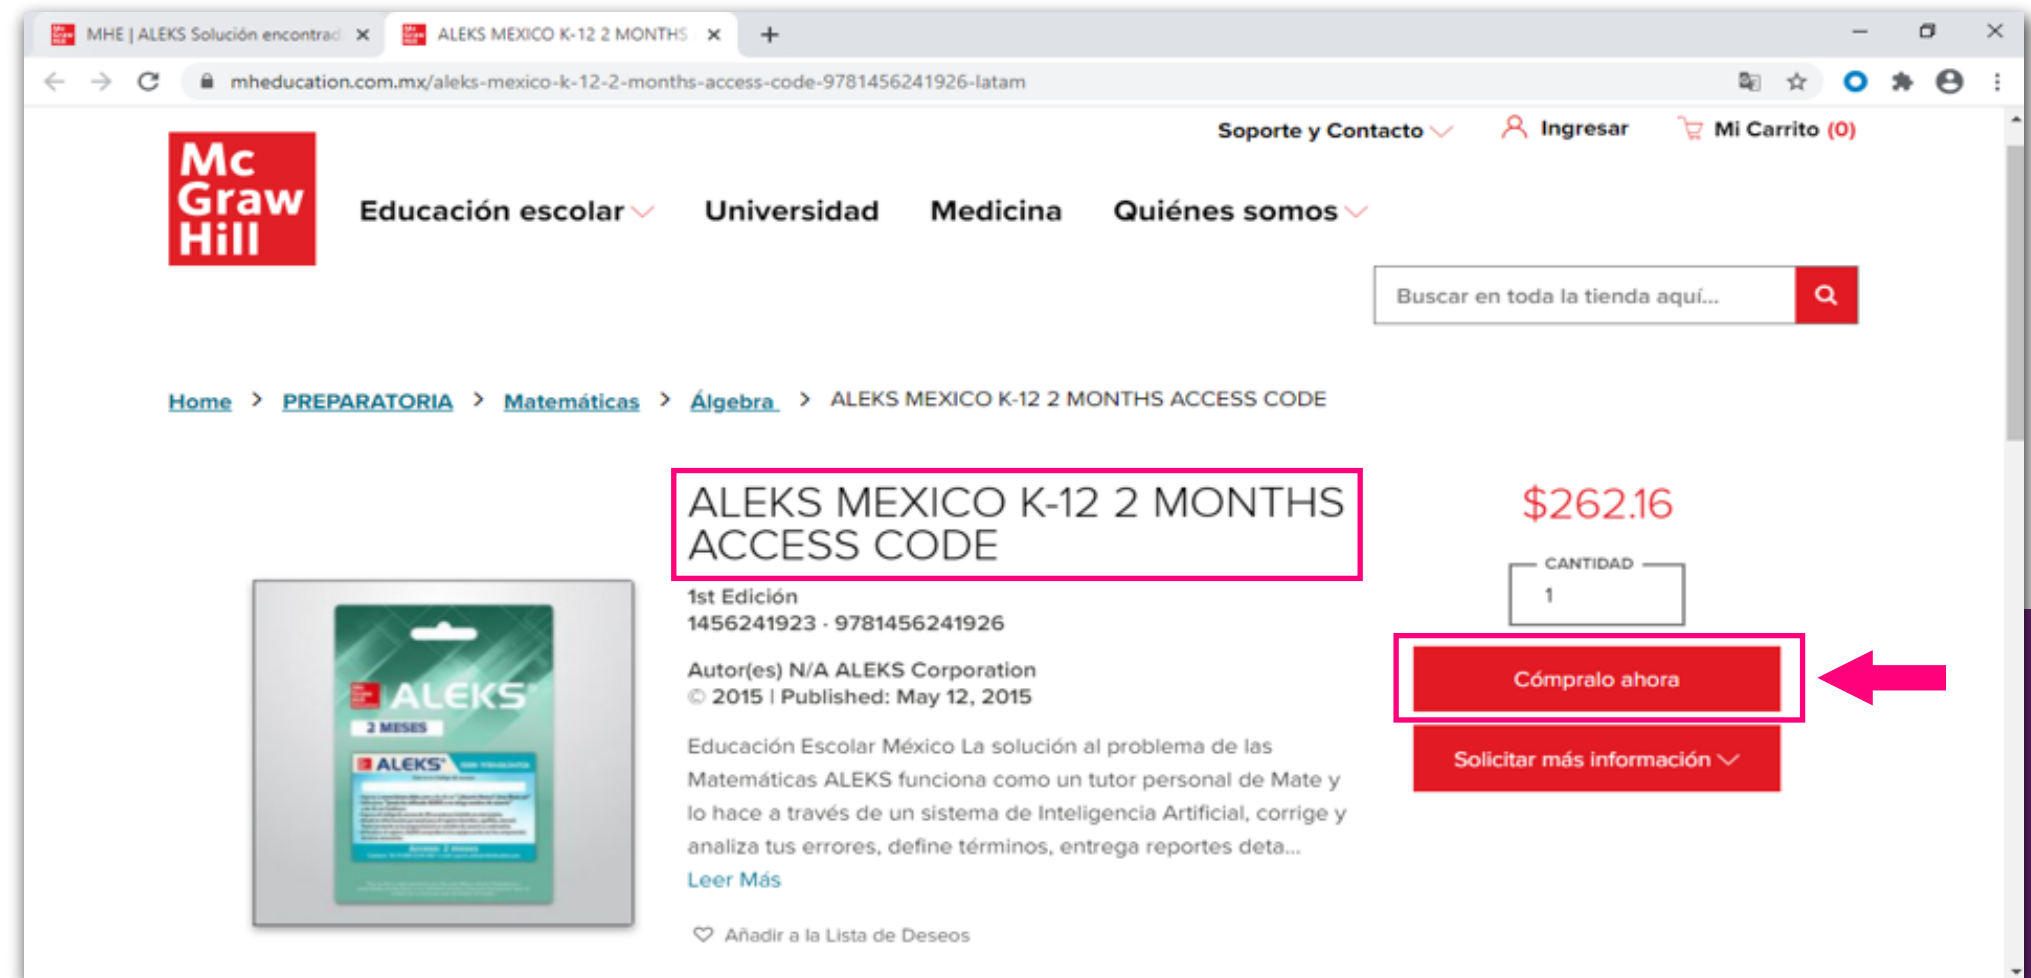 MHE | ALEKS Solución encontrad
ALEKS MEXICO K-12 2 MONTHS
mheducation.com.mx/aleks-mexico-k-12-2-months-access-code-9781456241926-latam
Soporte y Contacto
Ingresar
Mi Carrito (0)
Mc
Graw
Hill
Educación escolar
Universidad
Medicina
Quiénes somos
Buscar en toda la tienda aquí...
Home > PREPARATORIA > Matemáticas > Álgebra > ALEKS MEXICO K-12 2 MONTHS ACCESS CODE
ALEKS MEXICO K-12 2 MONTHS
ACCESS CODE
$262.16
CANTIDAD
1
Cómpralo ahora
Solicitar más información
1st Edición
1456241923 - 9781456241926
Autor(es) N/A ALEKS Corporation
© 2015 | Published: May 12, 2015
Educación Escolar México La solución al problema de las
Matemáticas ALEKS funciona como un tutor personal de Mate y
lo hace a través de un sistema de Inteligencia Artificial, corrige y
analiza tus errores, define términos, entrega reportes deta...
Leer Más
Añadir a la Lista de Deseos
ALEKS
2 MESES
ALEKS